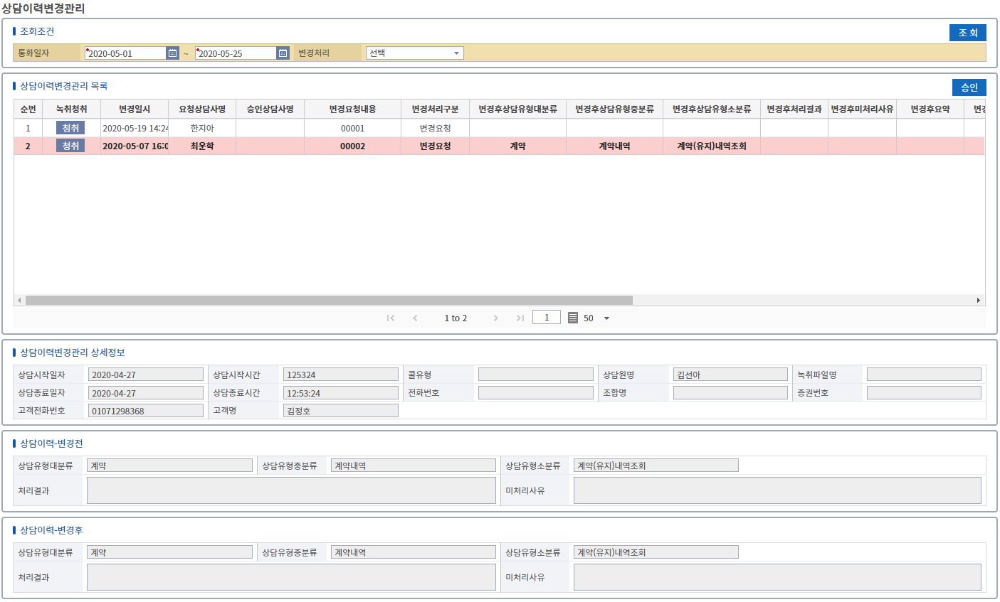 상담이력변경관리
조회조건
조 회
통화일자 2020-05-01 ~ 2020-05-25 변경처리 선택
상담이력변경관리 목록
승인
순번 녹취청취 변경일시 요청상담사명 승인상담사명 변경요청내용 변경처리구분 변경후상담유형대분류 변경후상담유형중분류 변경후상담유형소분류 변경후처리결과 변경후미처리사유 변경후요약
1 청취 2020-05-19 14:24 한지아 00001 변경요청
2 청취 2020-05-07 16:0 최운학 00002 변경요청 계약 계약내역 계약(유지)내역조회
1 to 2 1 50
상담이력변경관리 상세정보
상담시작일자 2020-04-27 상담시작시간 125324 콜유형 상담원명 김선아 녹취파일명
상담종료일자 2020-04-27 상담종료시간 12:53:24 전화번호 조합명 증권번호
고객전화번호 01071298368 고객명 김정호
상담이력-변경전
상담유형대분류 계약 상담유형중분류 계약내역 상담유형소분류 계약(유지)내역조회
처리결과 미처리사유
상담이력-변경후
상담유형대분류 계약 상담유형중분류 계약내역 상담유형소분류 계약(유지)내역조회
처리결과 미처리사유